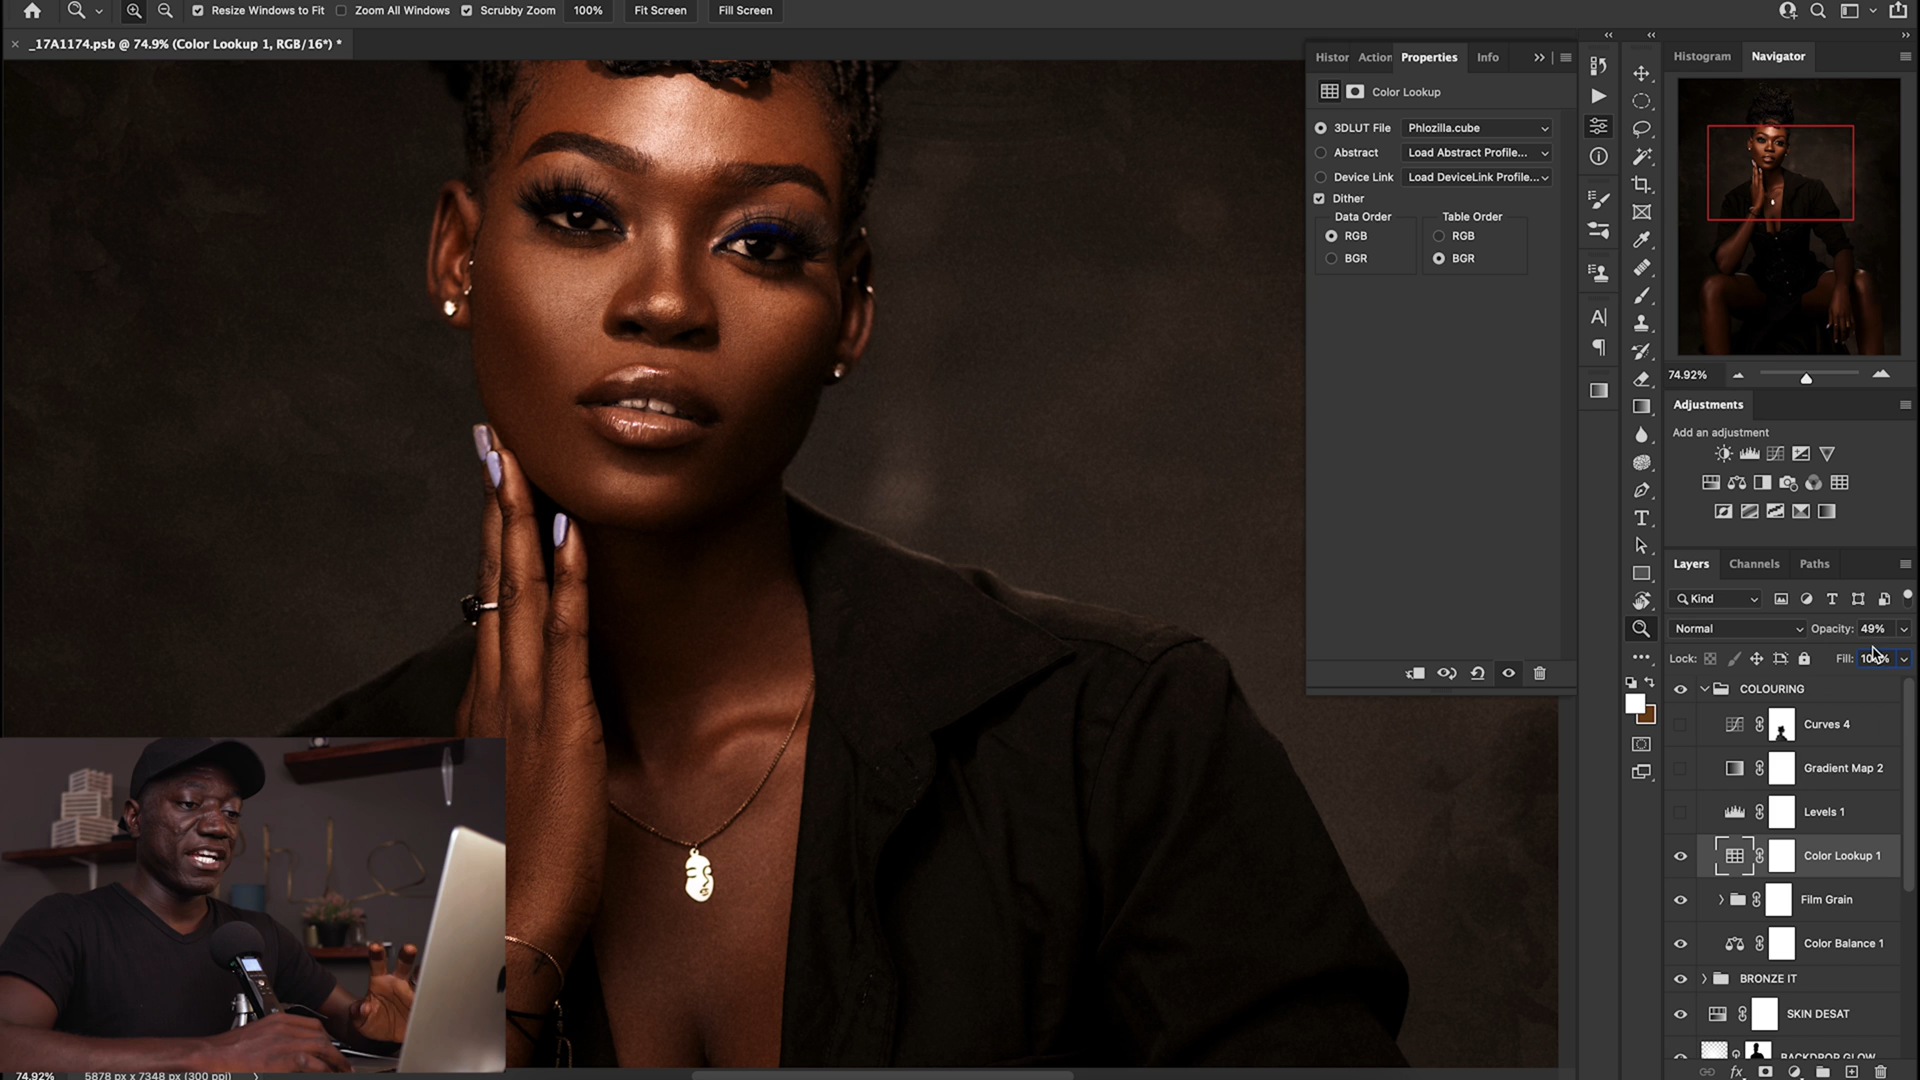 Resize Windows to Fit
Zoom All Windows
Scrubby Zoom
100%
Fit Screen
Fill Screen
× _17A1174.psb @ 74.9% (Color Lookup 1, RGB/16*) *
Histor
Action
Properties
Info
Color Lookup
3DLUT File
Phlozilla.cube
Abstract
Load Abstract Profile...
Device Link
Load DeviceLink Profile...
Dither
Data Order
Table Order
RGB
RGB
BGR
BGR
Histogram
Navigator
74.92%
Adjustments
Add an adjustment
Layers
Channels
Paths
Kind
Normal
Opacity: 49%
Lock:
Fill: 100%
COLOURING
Curves 4
Gradient Map 2
Levels 1
Color Lookup 1
Film Grain
Color Balance 1
BRONZE IT
SKIN DESAT
BACKDROP GLOW
74.92%
5878 px x 7348 px (300 ppi)